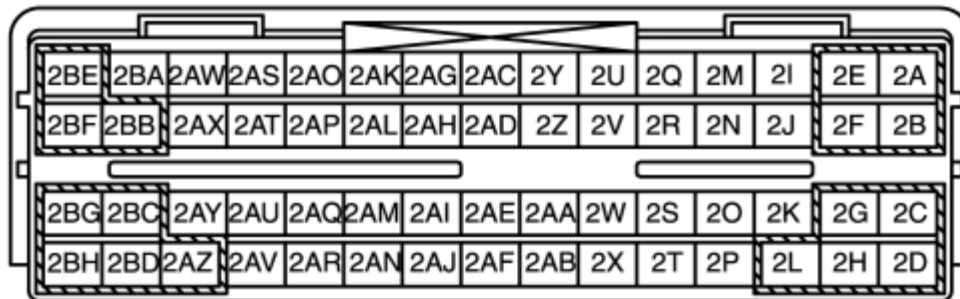 2BE 2BA 2AW 2AS 2AO 2AK 2AG 2AC 2Y 2U 2Q 2M 2I 2E 2A
2BF 2BB 2AX 2AT 2AP 2AL 2AH 2AD 2Z 2V 2R 2N 2J 2F 2B
2BG 2BC 2AY 2AU 2AQ 2AM 2AI 2AE 2AA 2W 2S 2O 2K 2G 2C
2BH 2BD 2AZ 2AV 2AR 2AN 2AJ 2AF 2AB 2X 2T 2P 2L 2H 2D